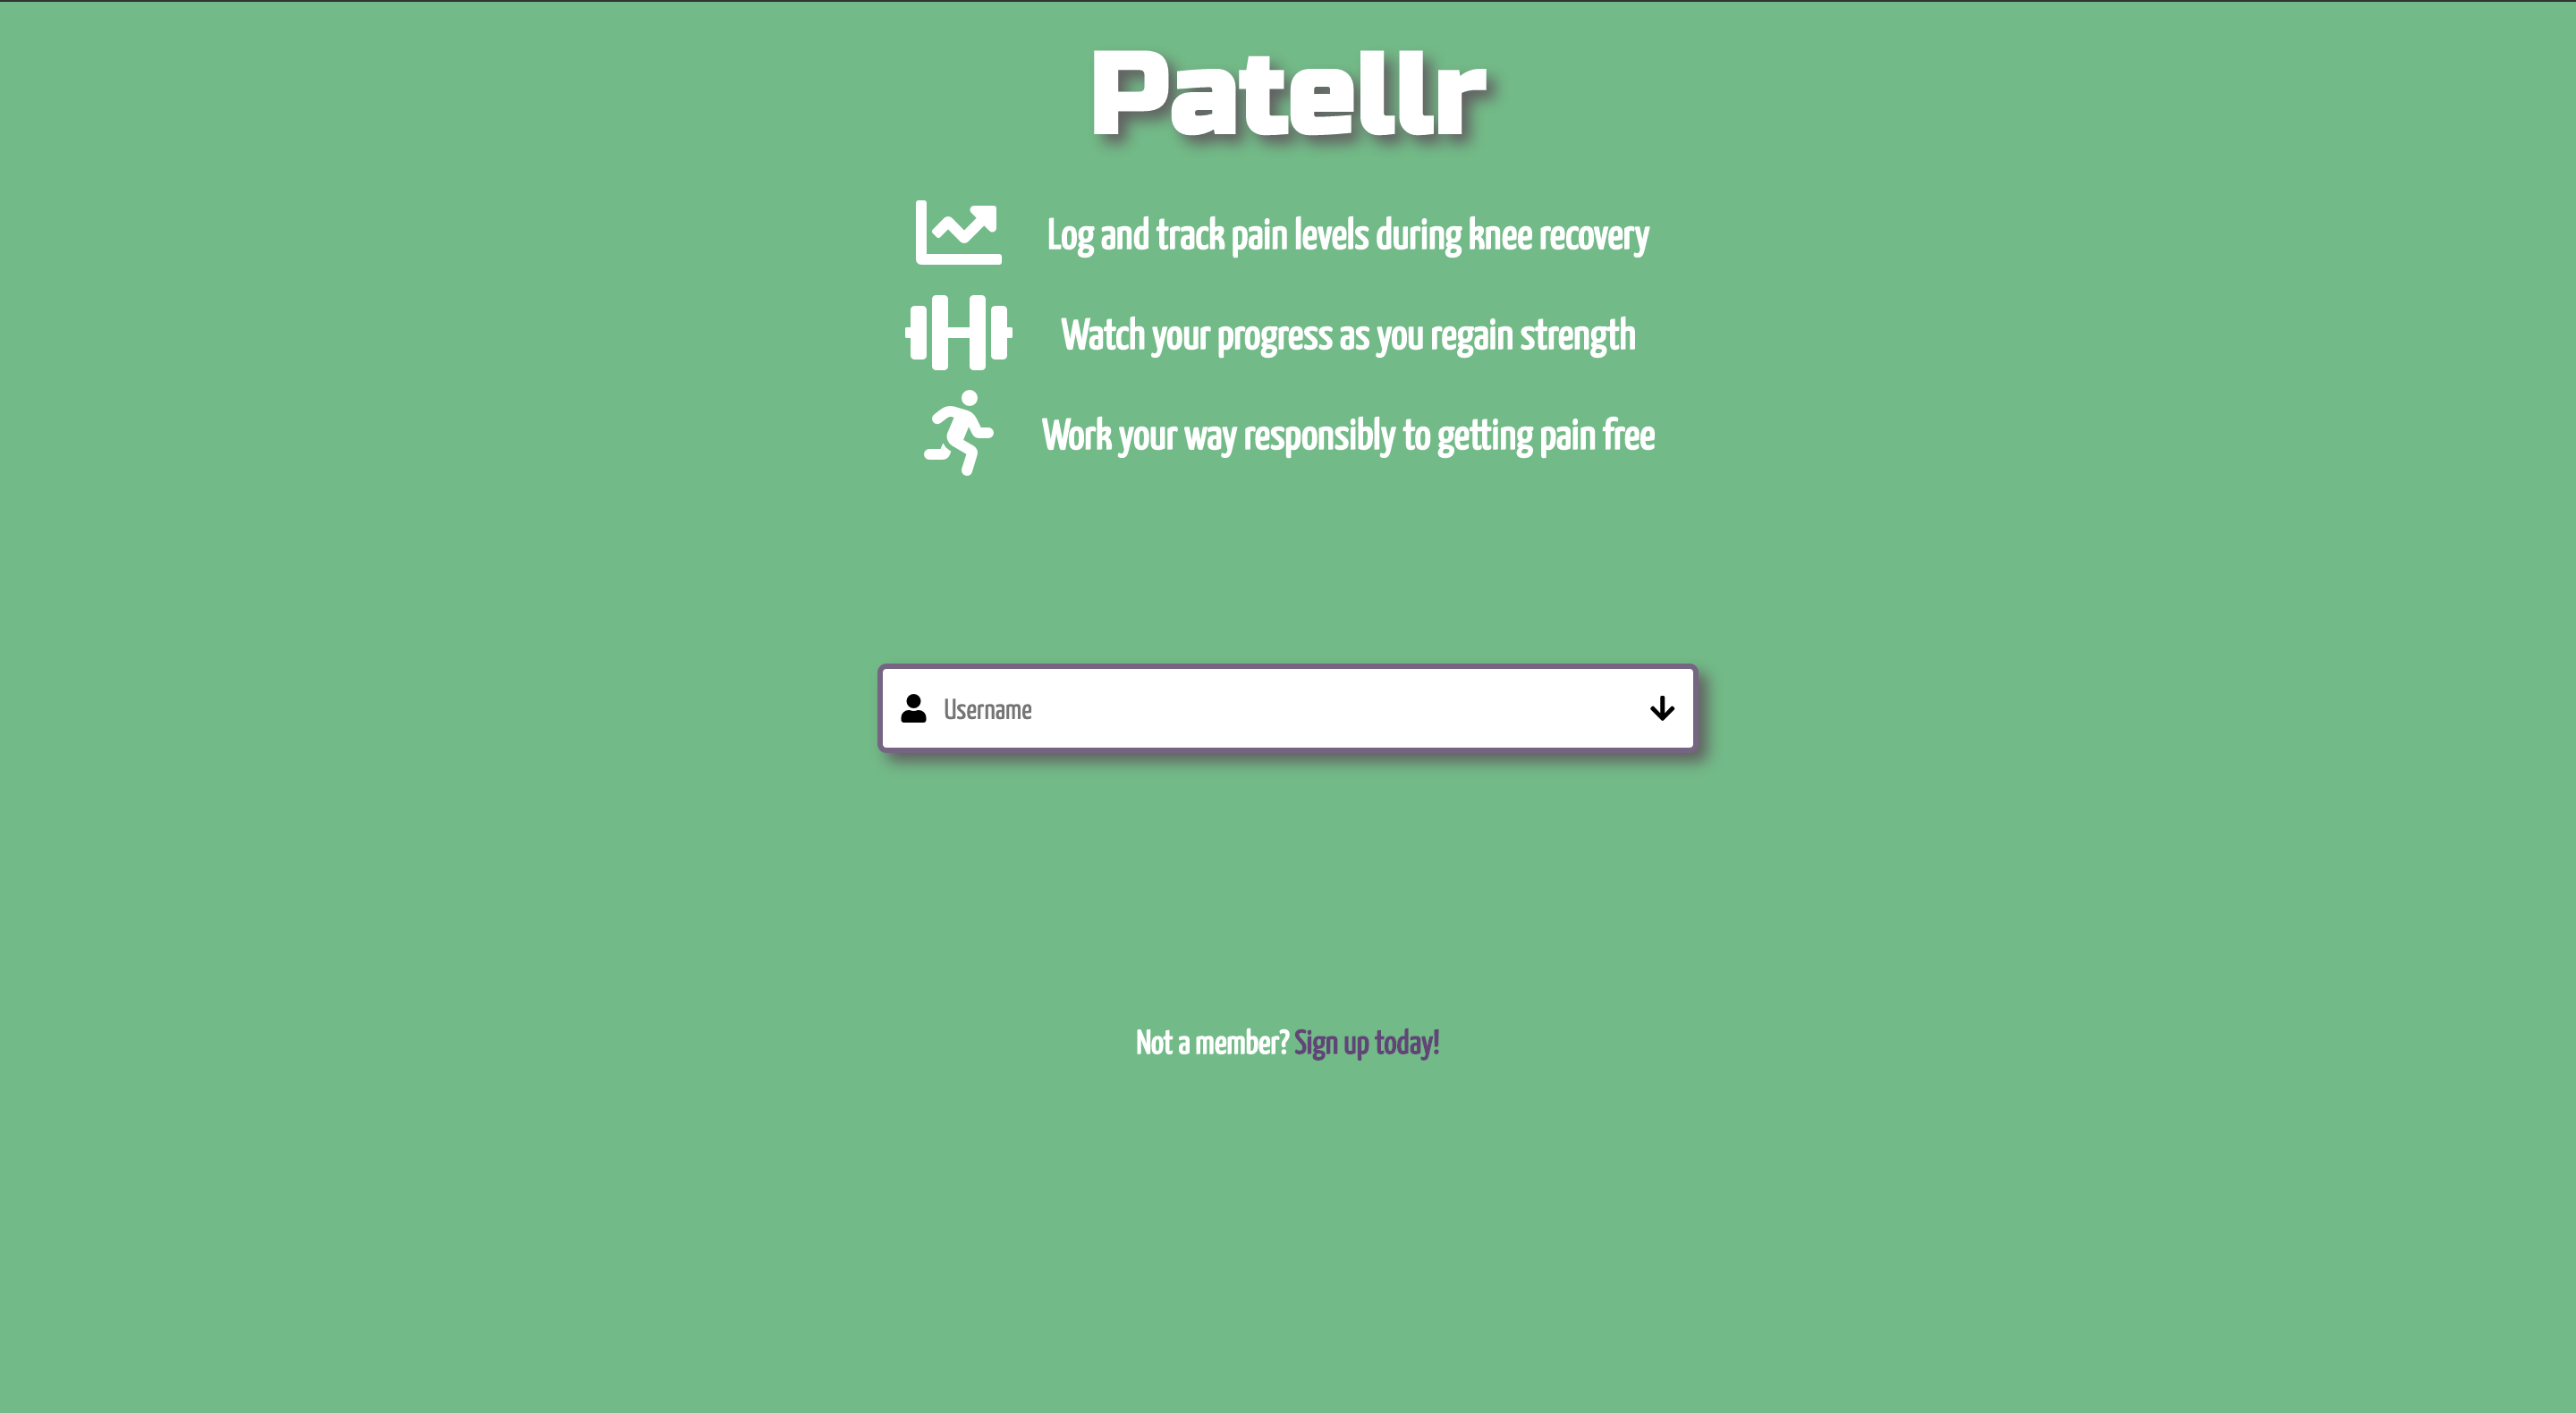 Patellr
Log and track pain levels during knee recovery
Watch your progress as you regain strength
Work your way responsibly to getting pain free
Username
Not a member? Sign up today!